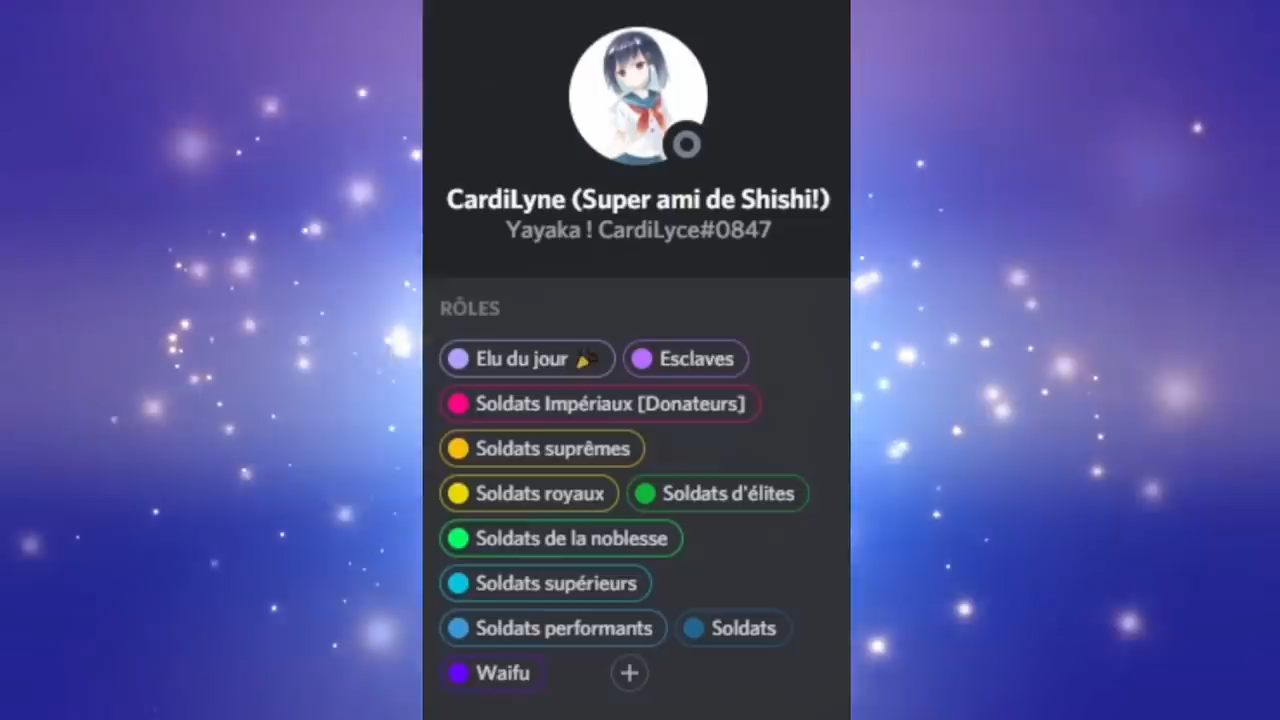 CardiLyne (Super ami de Shishi!)
Yayaka ! CardiLyce#0847
RÔLES
Elu du jour 🎉 Esclaves
Soldats Impériaux [Donateurs]
Soldats suprêmes
Soldats royaux Soldats d'élites
Soldats de la noblesse
Soldats supérieurs
Soldats performants Soldats
Waifu +